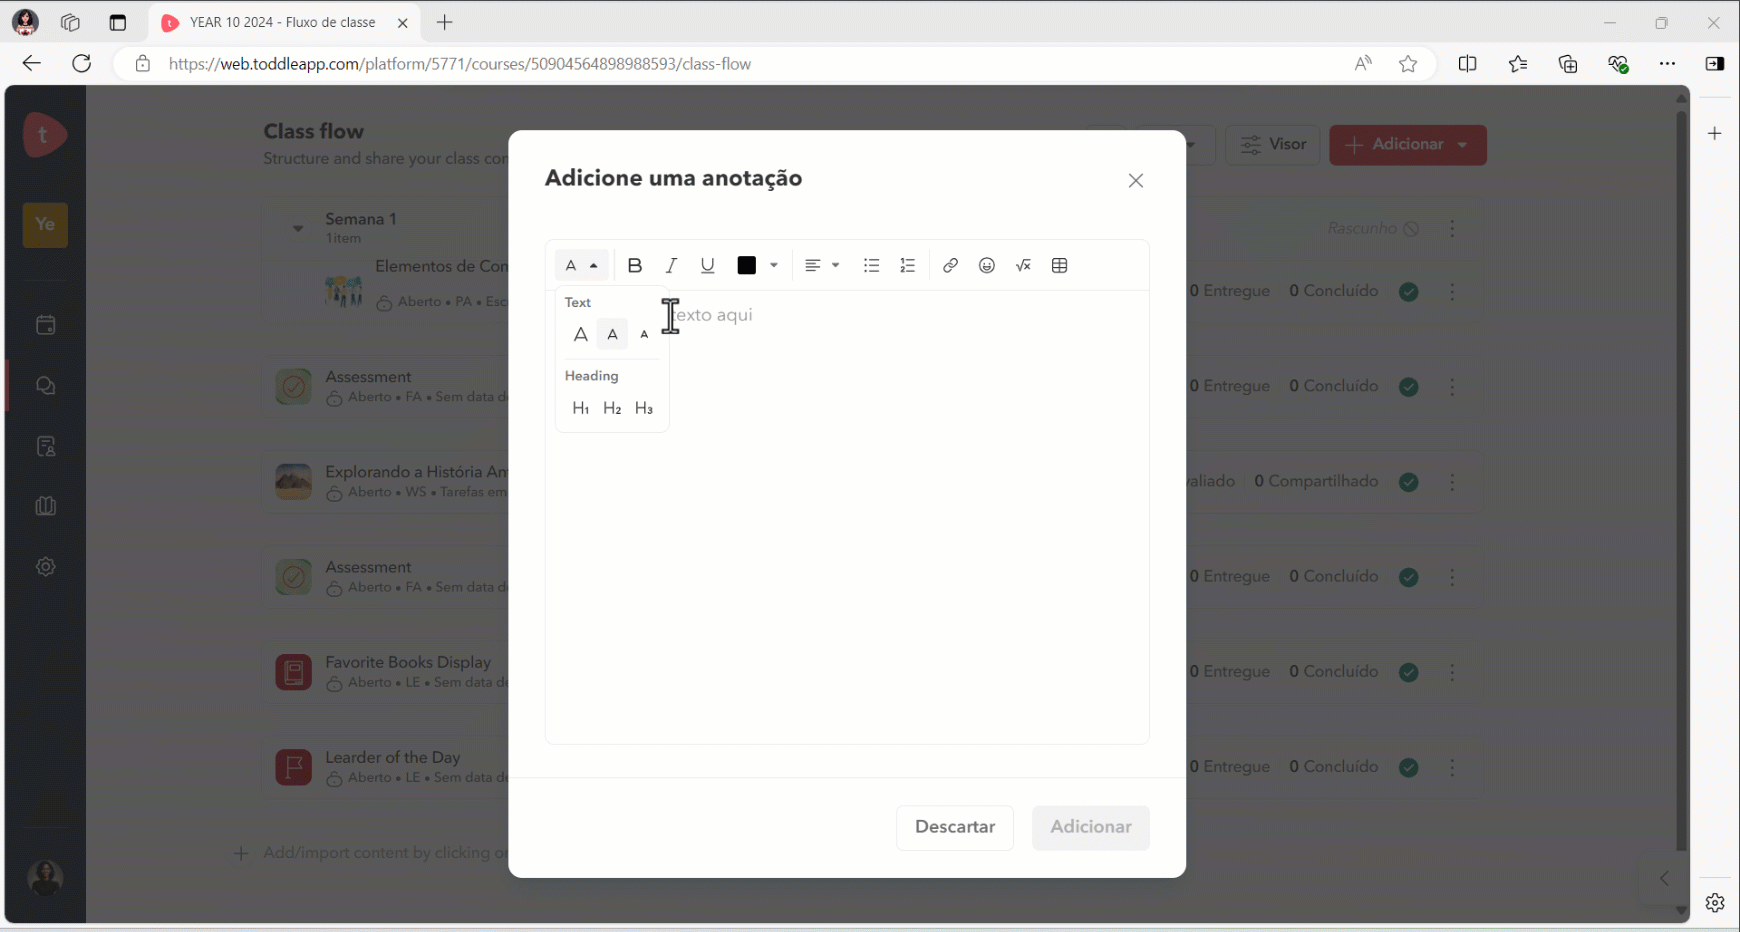 YEAR 10 2024 - Fluxo de classe
https://web.toddleapp.com/platform/5771/courses/50904564898988593/class-flow
t
Class flow
Structure and share your class con
Visor
Adicionar
Ye
Semana 1
1item
Rascunho
Elementos de Con
Aberto • PA • Esc
0 Entregue 0 Concluído
Assessment
Aberto • FA • Sem data d
0 Entregue 0 Concluído
Explorando a História An
Aberto • WS • Tarefas em
valiado 0 Compartilhado
Assessment
Aberto • FA • Sem data d
0 Entregue 0 Concluído
Favorite Books Display
Aberto • LE • Sem data de
0 Entregue 0 Concluído
Learder of the Day
Aberto • LE • Sem data de
0 Entregue 0 Concluído
Add/import content by clicking o
Adicione uma anotação
A B I U
Text
A A A
Heading
H1 H2 H3
texto aqui
Descartar
Adicionar